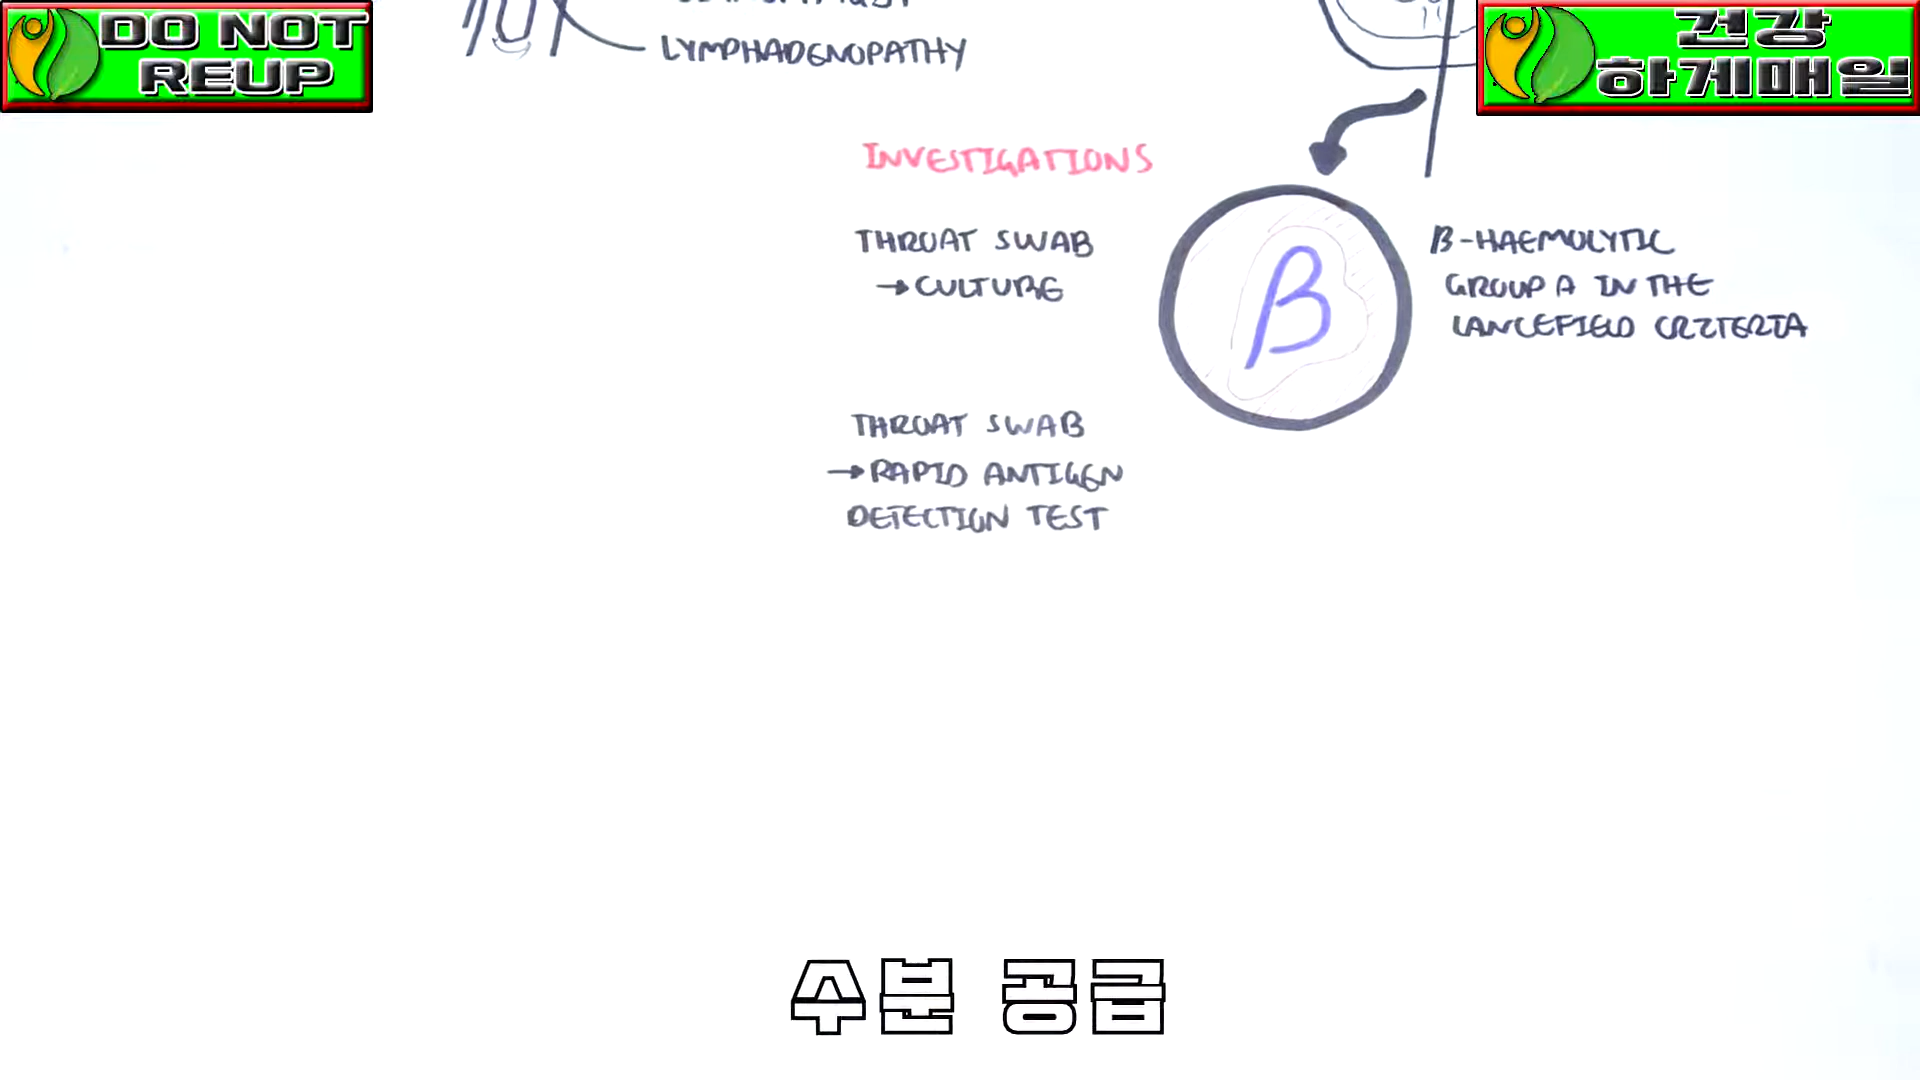 DO NOT
REUP
건강
하게매일
LYMPHADENOPATHY
INVESTIGATIONS
THROAT SWAB
→ CULTURE
β
β-HAEMOLYTIC
GROUP A IN THE
LANCEFIELD CRITERIA
THROAT SWAB
→ RAPID ANTIGEN
DETECTION TEST
수분 공급